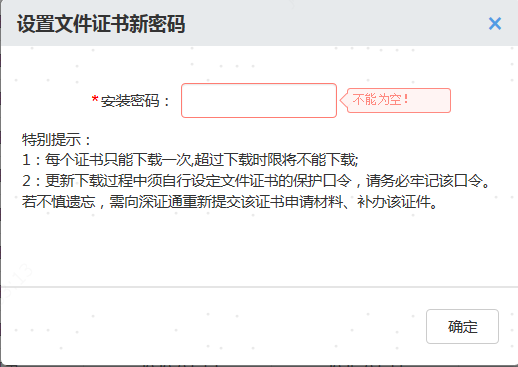 设置文件证书新密码
*安装密码：
不能为空！
特别提示：
1：每个证书只能下载一次,超过下载时限将不能下载;
2：更新下载过程中须自行设定文件证书的保护口令，请务必牢记该口令。
若不慎遗忘，需向深证通重新提交该证书申请材料、补办该证件。
确定